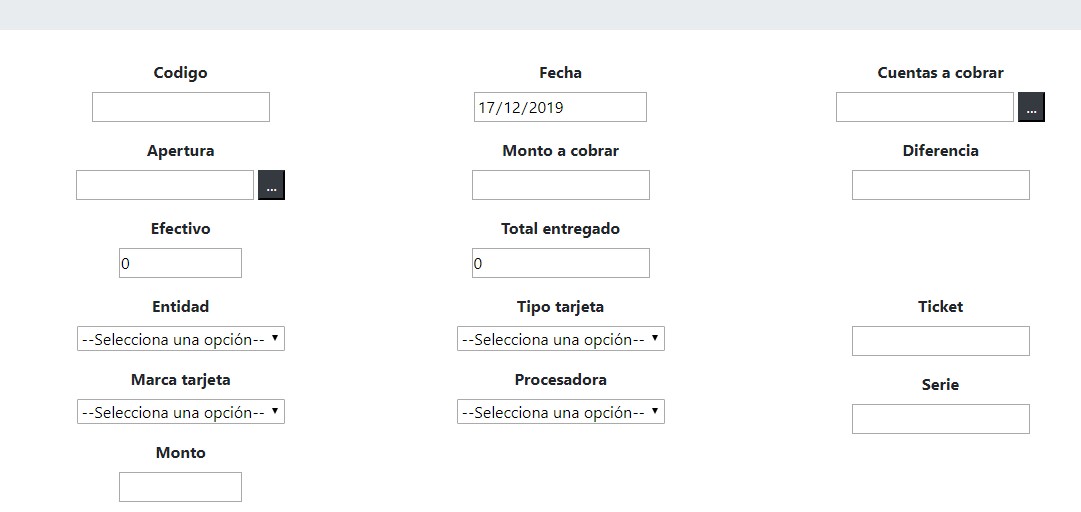 Codigo Fecha Cuentas a cobrar
17/12/2019 ...
Apertura Monto a cobrar Diferencia
...
Efectivo Total entregado
0 0
Entidad Tipo tarjeta Ticket
--Selecciona una opción-- --Selecciona una opción--
Marca tarjeta Procesadora Serie
--Selecciona una opción-- --Selecciona una opción--
Monto